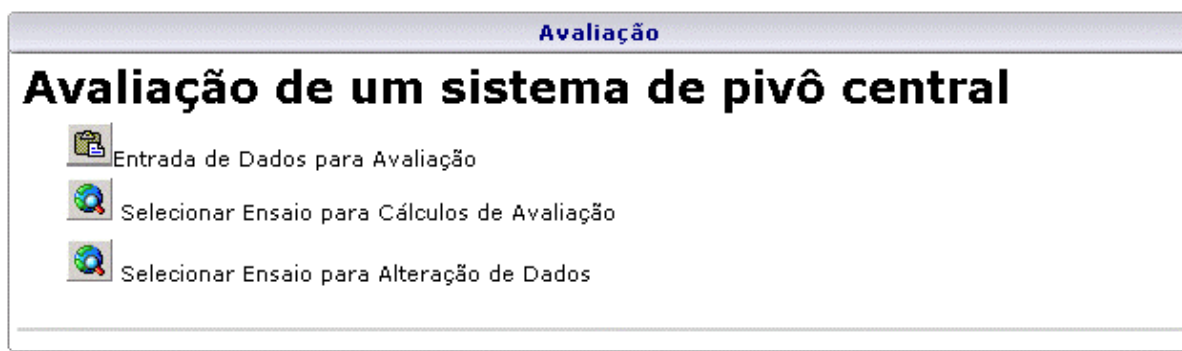 Avaliação
Avaliação de um sistema de pivô central
Entrada de Dados para Avaliação
Selecionar Ensaio para Cálculos de Avaliação
Selecionar Ensaio para Alteração de Dados